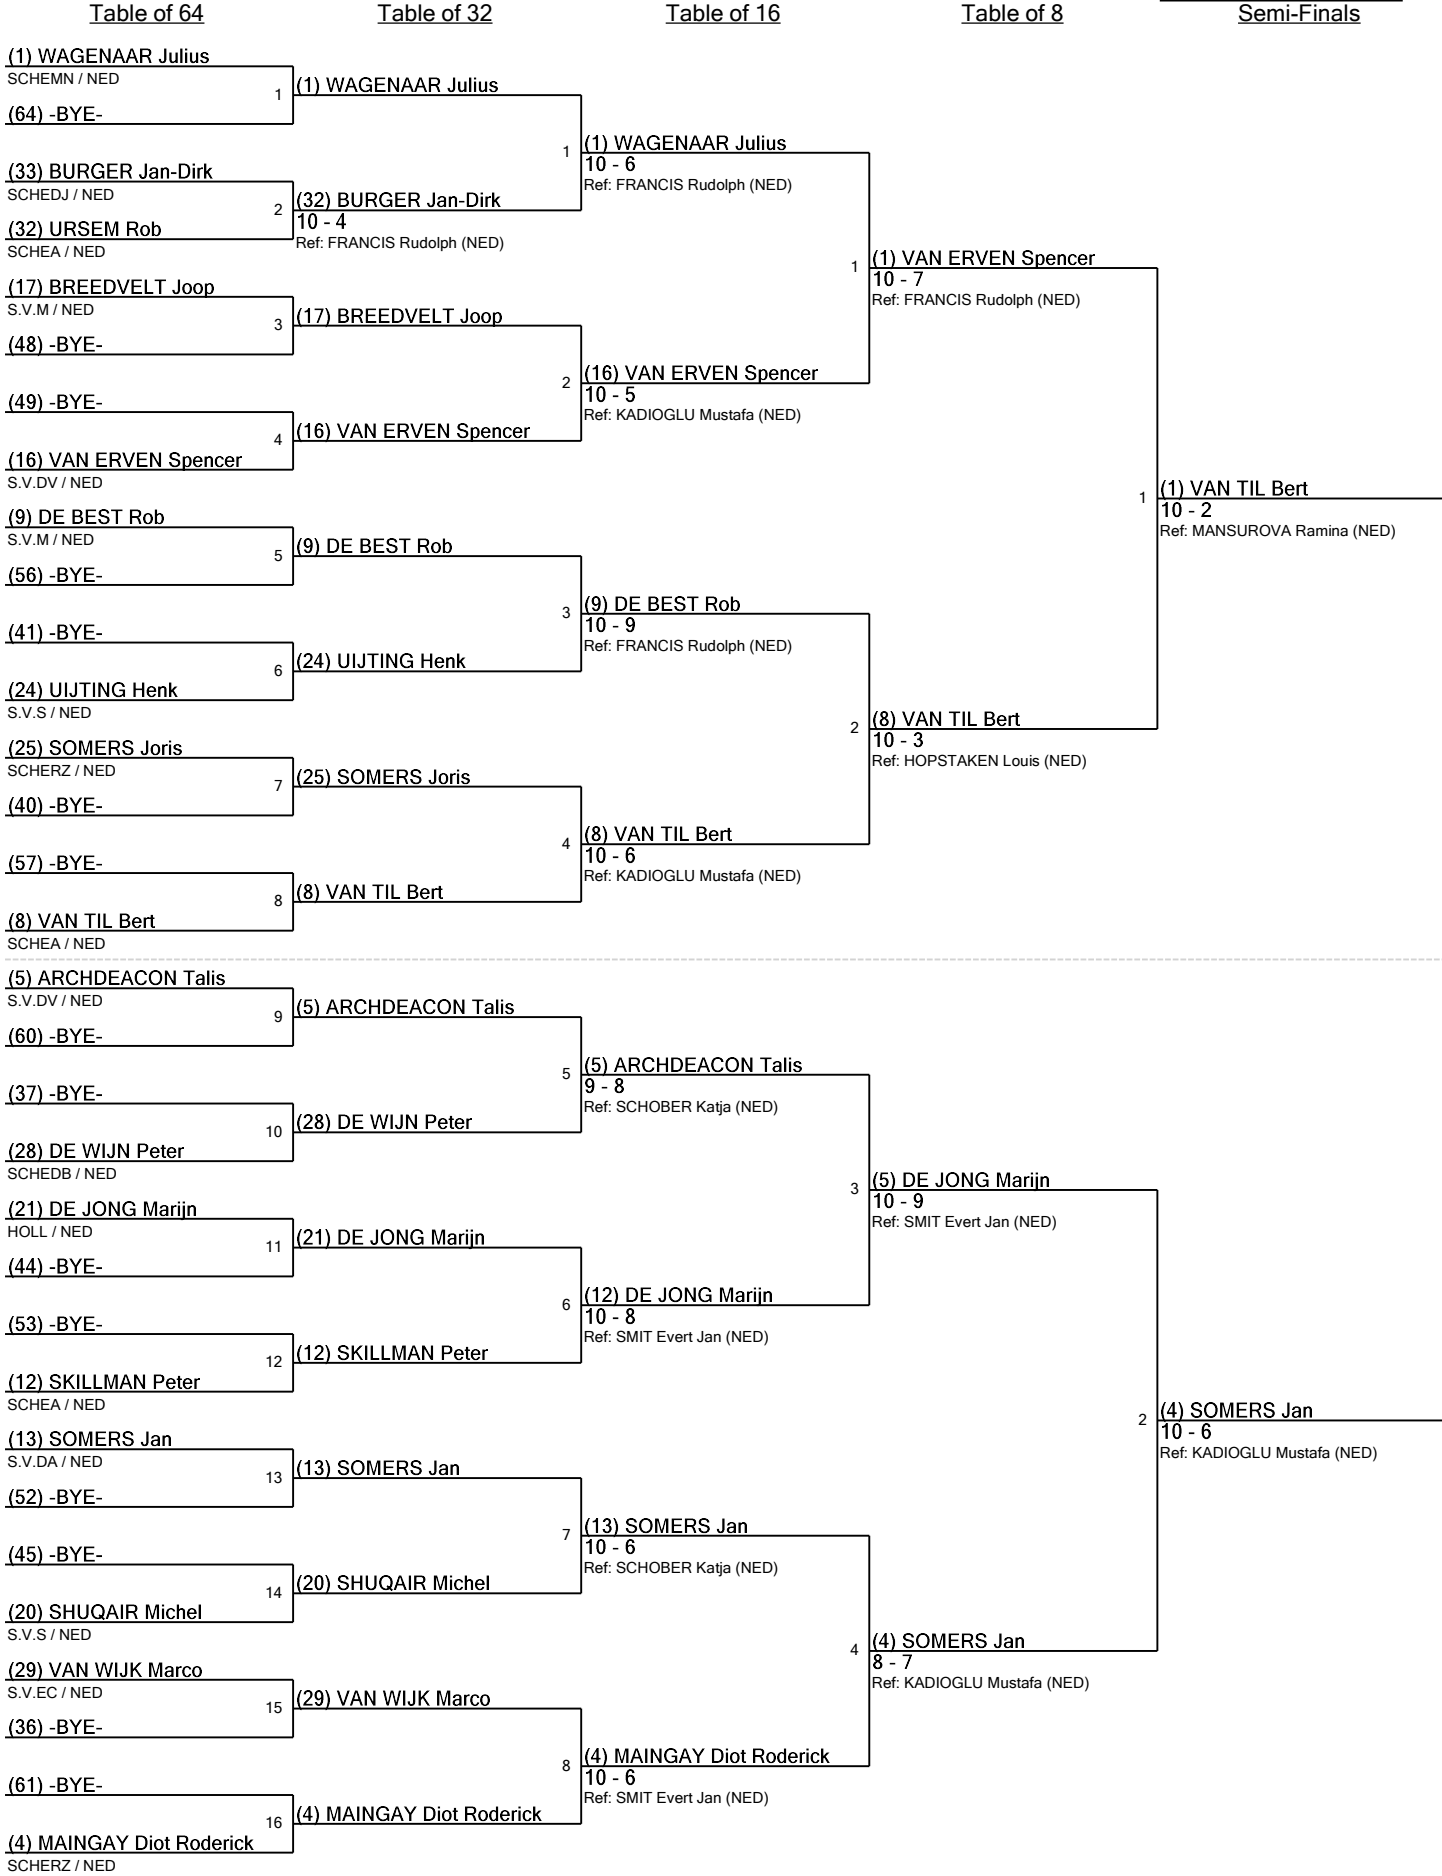 Table of 64
Table of 32
Table of 16
Table of 8
Semi-Finals
(1) WAGENAAR Julius
SCHEMN / NED
1
(64) -BYE-
(33) BURGER Jan-Dirk
SCHEDJ / NED
2
(32) URSEM Rob
SCHEA / NED
(17) BREEDVELT Joop
S.V.M / NED
3
(48) -BYE-
(49) -BYE-
4
(16) VAN ERVEN Spencer
S.V.DV / NED
(9) DE BEST Rob
S.V.M / NED
5
(56) -BYE-
(41) -BYE-
6
(24) UIJTING Henk
S.V.S / NED
(25) SOMERS Joris
SCHERZ / NED
7
(40) -BYE-
(57) -BYE-
8
(8) VAN TIL Bert
SCHEA / NED
(5) ARCHDEACON Talis
S.V.DV / NED
9
(60) -BYE-
(37) -BYE-
10
(28) DE WIJN Peter
SCHEDB / NED
(21) DE JONG Marijn
HOLL / NED
11
(44) -BYE-
(53) -BYE-
12
(12) SKILLMAN Peter
SCHEA / NED
(13) SOMERS Jan
S.V.DA / NED
13
(52) -BYE-
(45) -BYE-
14
(20) SHUQAIR Michel
S.V.S / NED
(29) VAN WIJK Marco
S.V.EC / NED
15
(36) -BYE-
(61) -BYE-
16
(4) MAINGAY Diot Roderick
SCHERZ / NED
(1) WAGENAAR Julius
1
(32) BURGER Jan-Dirk
10 - 4
Ref: FRANCIS Rudolph (NED)
(17) BREEDVELT Joop
2
(16) VAN ERVEN Spencer
(9) DE BEST Rob
3
(24) UIJTING Henk
(25) SOMERS Joris
4
(8) VAN TIL Bert
(5) ARCHDEACON Talis
5
(28) DE WIJN Peter
(21) DE JONG Marijn
6
(12) SKILLMAN Peter
(13) SOMERS Jan
7
(20) SHUQAIR Michel
(29) VAN WIJK Marco
8
(4) MAINGAY Diot Roderick
(1) WAGENAAR Julius
10 - 6
Ref: FRANCIS Rudolph (NED)
1
(16) VAN ERVEN Spencer
10 - 5
Ref: KADIOGLU Mustafa (NED)
(9) DE BEST Rob
10 - 9
Ref: FRANCIS Rudolph (NED)
2
(8) VAN TIL Bert
10 - 6
Ref: KADIOGLU Mustafa (NED)
(5) ARCHDEACON Talis
9 - 8
Ref: SCHOBER Katja (NED)
3
(12) DE JONG Marijn
10 - 8
Ref: SMIT Evert Jan (NED)
(13) SOMERS Jan
10 - 6
Ref: SCHOBER Katja (NED)
4
(4) MAINGAY Diot Roderick
10 - 6
Ref: SMIT Evert Jan (NED)
(1) VAN ERVEN Spencer
10 - 7
Ref: FRANCIS Rudolph (NED)
1
(8) VAN TIL Bert
10 - 3
Ref: HOPSTAKEN Louis (NED)
(5) DE JONG Marijn
10 - 9
Ref: SMIT Evert Jan (NED)
2
(4) SOMERS Jan
8 - 7
Ref: KADIOGLU Mustafa (NED)
(1) VAN TIL Bert
10 - 2
Ref: MANSUROVA Ramina (NED)
(4) SOMERS Jan
10 - 6
Ref: KADIOGLU Mustafa (NED)